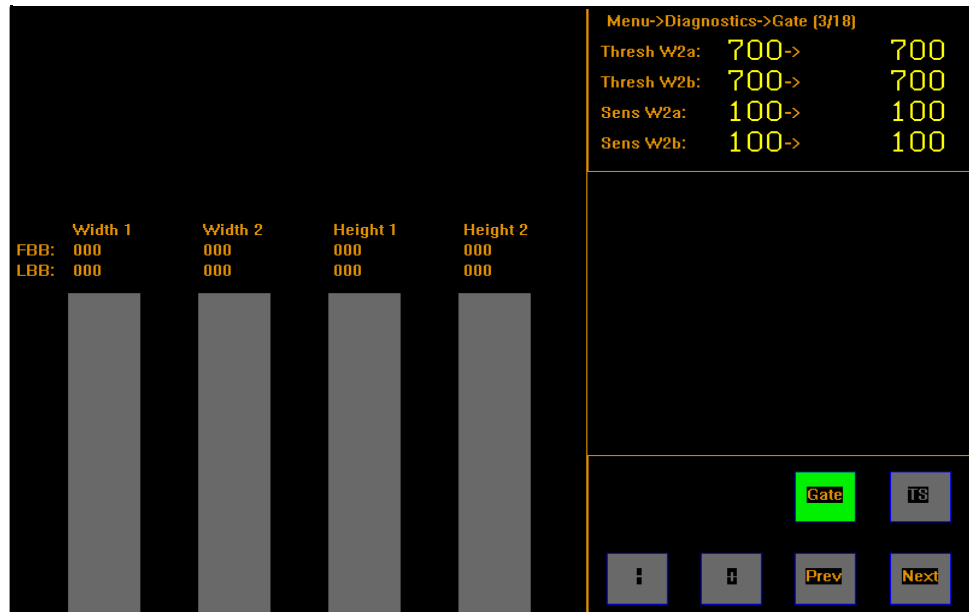 Menu->Diagnostics->Gate (3/18)
Thresh W2a: 700-> 700
Thresh W2b: 700-> 700
Sens W2a: 100-> 100
Sens W2b: 100-> 100
Width 1 Width 2 Height 1 Height 2
FBB: 000 000 000 000
LBB: 000 000 000 000
Gate TS
Prev Next